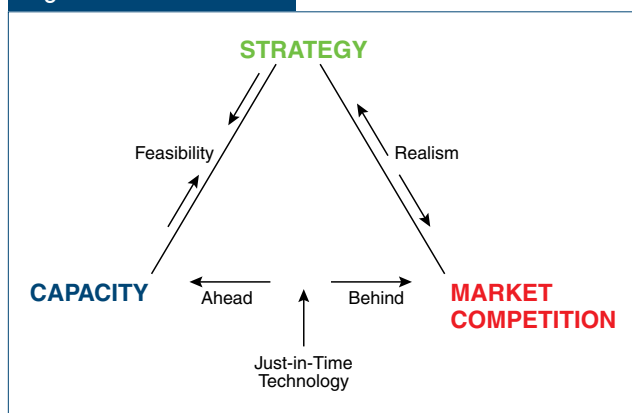 STRATEGY
Feasibility
Realism
CAPACITY
Ahead
Behind
MARKET
COMPETITION
Just-in-Time
Technology